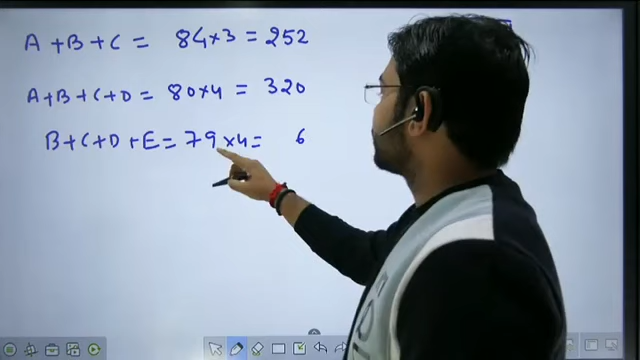 A + B + C = 84 x 3 = 252
A + B + C + D = 80 x 4 = 320
B + C + D + E = 79 x 4 = 6